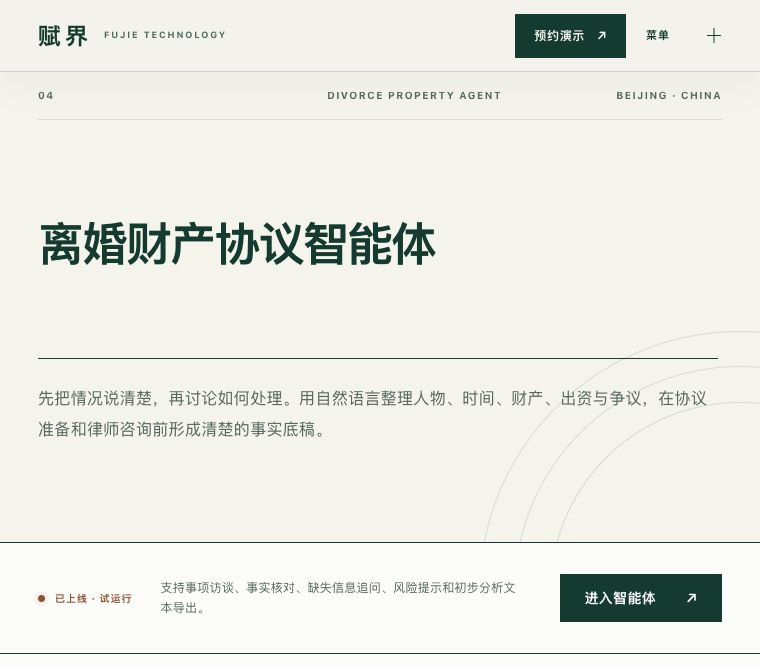 赋界 FUJIE TECHNOLOGY 预约演示 菜单
04 DIVORCE PROPERTY AGENT BEIJING · CHINA
离婚财产协议智能体
先把情况说清楚，再讨论如何处理。用自然语言整理人物、时间、财产、出资与争议，在协议
准备和律师咨询前形成清楚的事实底稿。
支持事项访谈、事实核对、缺失信息追问、风险提示和初步分析文
已上线 · 试运行 进入智能体
本导出。